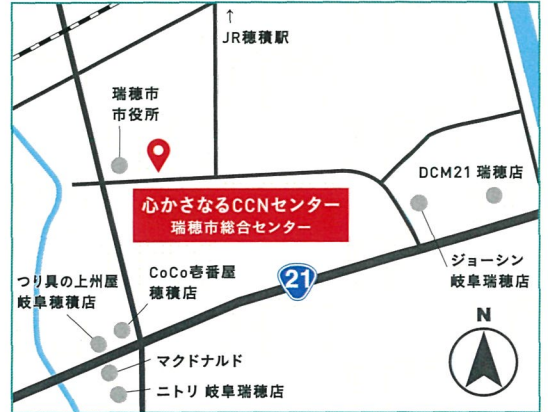 ↑
JR穂積駅
瑞穂市
市役所
心かさなるCCNセンター
瑞穂市総合センター
DCM21 瑞穂店
ジョーシン
岐阜瑞穂店
CoCo壱番屋
穂積店
つり具の上州屋
岐阜穂積店
21
N
マクドナルド
ニトリ 岐阜瑞穂店